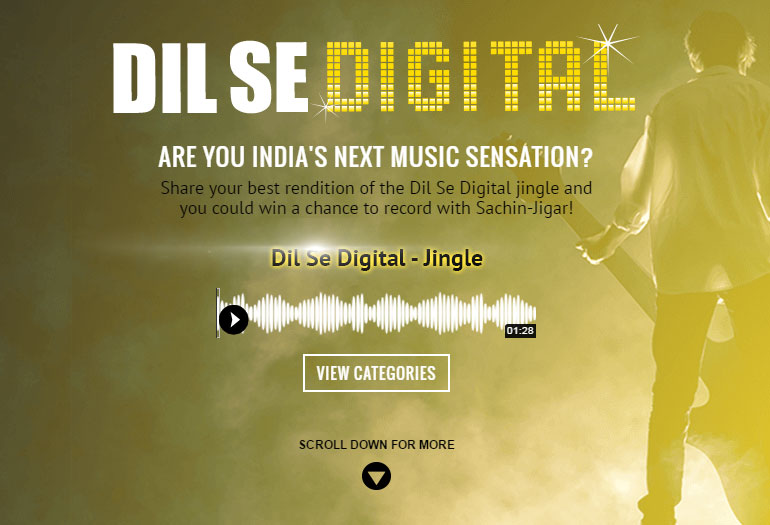 DIL SE DIGITAL
ARE YOU INDIA'S NEXT MUSIC SENSATION?
Share your best rendition of the Dil Se Digital jingle and
you could win a chance to record with Sachin-Jigar!
Dil Se Digital - Jingle
01:28
VIEW CATEGORIES
SCROLL DOWN FOR MORE